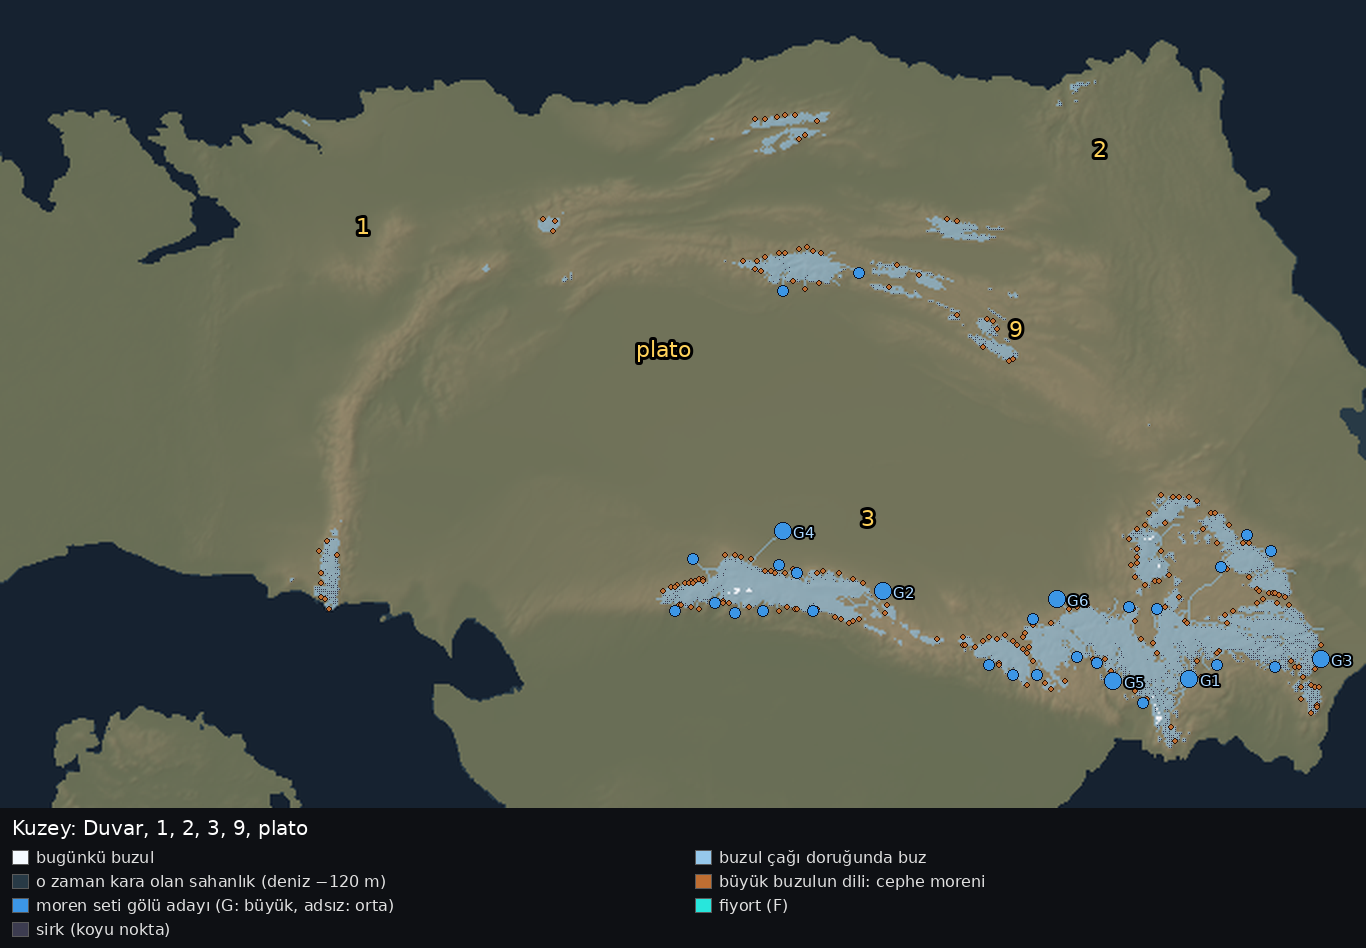 2
1
9
plato
3
G4
G2
G6
G3
G5
G1
Kuzey: Duvar, 1, 2, 3, 9, plato
bugünkü buzul
buzul çağı doruğunda buz
o zaman kara olan sahanlık (deniz −120 m)
büyük buzulun dili: cephe moreni
moren seti gölü adayı (G: büyük, adsız: orta)
fiyort (F)
sirk (koyu nokta)